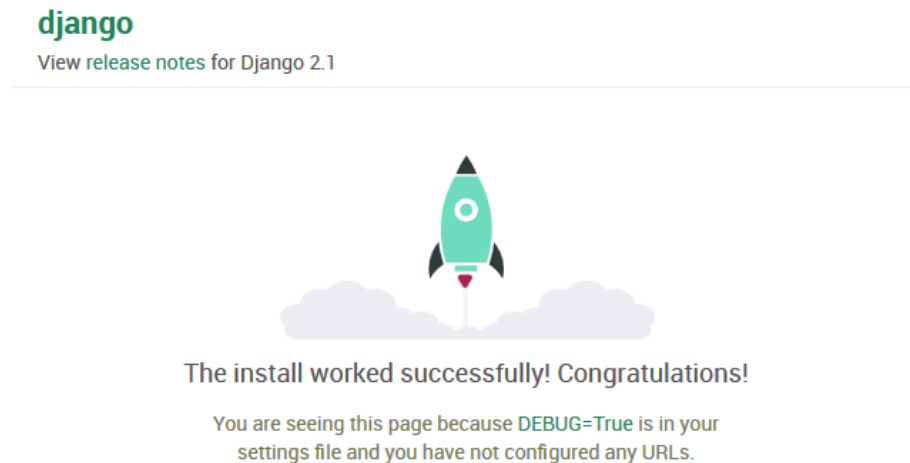 django
View release notes for Django 2.1
The install worked successfully! Congratulations!
You are seeing this page because DEBUG=True is in your
settings file and you have not configured any URLs.